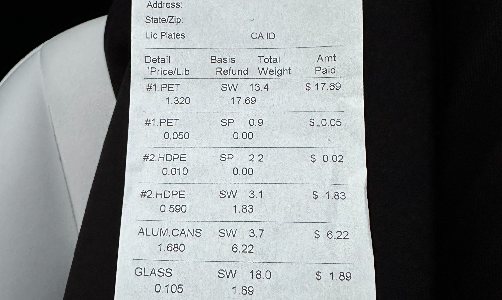 Address:
State/Zip:
Lic Plates CA ID
Detail Basis Total Amt
Price/Lb Refund Weight Paid
#1.PET SW 13.4 $ 17.69
1.320 17.69
#1.PET SP 0.9 $ 0.05
0.050 0.00
#2.HDPE SP 2.2 $ 0.02
0.010 0.00
#2.HDPE SW 3.1 $ 1.83
0.590 1.83
ALUM.CANS SW 3.7 $ 6.22
1.680 6.22
GLASS SW 18.0 $ 1.89
0.105 1.89